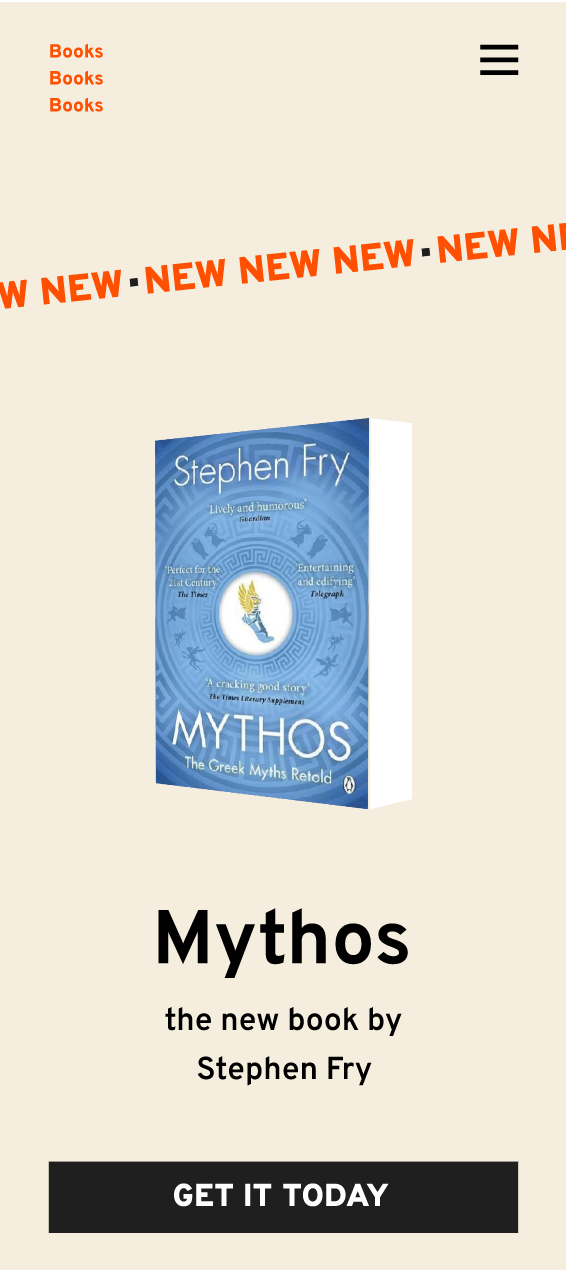 Books
Books
Books
NEW▪NEW NEW NEW▪NEW
Stephen Fry
'Lively and humorous'
Guardian
'Perfect for the
21st Century'
The Times
'Entertaining
and edifying'
Telegraph
'A cracking good story'
The Times Literary Supplement
MYTHOS
The Greek Myths Retold
Mythos
the new book by
Stephen Fry
GET IT TODAY